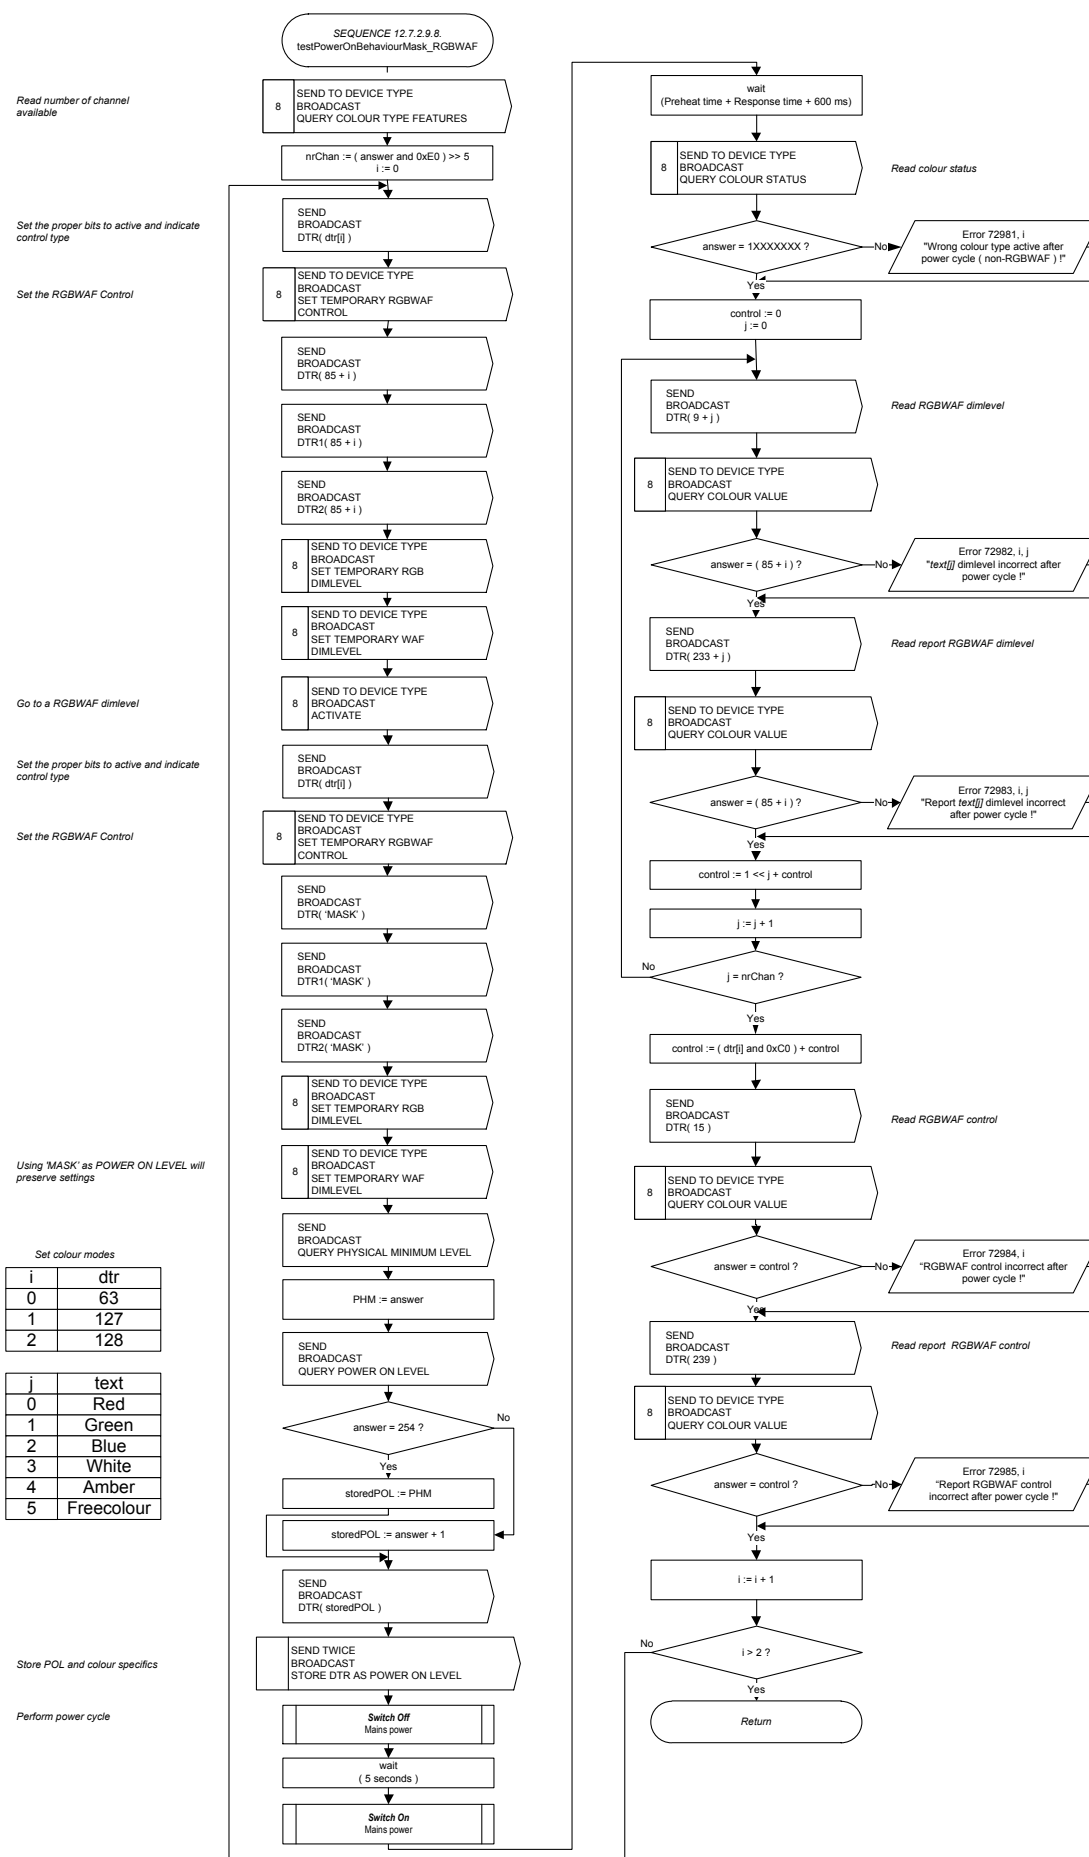 SEQUENCE 12.7.2.9.8.
testPowerOnBehaviourMask_RGBWAF
Read number of channel
available
8
SEND TO DEVICE TYPE
BROADCAST
QUERY COLOUR TYPE FEATURES
nrChan := ( answer and 0xE0 ) >> 5
i := 0
Set the proper bits to active and indicate
control type
SEND
BROADCAST
DTR( dtr[i] )
Set the RGBWAF Control
8
SEND TO DEVICE TYPE
BROADCAST
SET TEMPORARY RGBWAF
CONTROL
SEND
BROADCAST
DTR( 85 + i )
SEND
BROADCAST
DTR1( 85 + i )
SEND
BROADCAST
DTR2( 85 + i )
8
SEND TO DEVICE TYPE
BROADCAST
SET TEMPORARY RGB
DIMLEVEL
8
SEND TO DEVICE TYPE
BROADCAST
SET TEMPORARY WAF
DIMLEVEL
Go to a RGBWAF dimlevel
8
SEND TO DEVICE TYPE
BROADCAST
ACTIVATE
Set the proper bits to active and indicate
control type
SEND
BROADCAST
DTR( dtr[i] )
Set the RGBWAF Control
8
SEND TO DEVICE TYPE
BROADCAST
SET TEMPORARY RGBWAF
CONTROL
SEND
BROADCAST
DTR( ‘MASK’ )
SEND
BROADCAST
DTR1( ‘MASK’ )
SEND
BROADCAST
DTR2( ‘MASK’ )
8
SEND TO DEVICE TYPE
BROADCAST
SET TEMPORARY RGB
DIMLEVEL
Using ‘MASK’ as POWER ON LEVEL will
preserve settings
8
SEND TO DEVICE TYPE
BROADCAST
SET TEMPORARY WAF
DIMLEVEL
SEND
BROADCAST
QUERY PHYSICAL MINIMUM LEVEL
PHM := answer
SEND
BROADCAST
QUERY POWER ON LEVEL
answer = 254 ?
No
Yes
storedPOL := PHM
storedPOL := answer + 1
SEND
BROADCAST
DTR( storedPOL )
Store POL and colour specifics
SEND TWICE
BROADCAST
STORE DTR AS POWER ON LEVEL
Perform power cycle
Switch Off
Mains power
wait
( 5 seconds )
Switch On
Mains power
Set colour modes
i dtr
0 63
1 127
2 128
j text
0 Red
1 Green
2 Blue
3 White
4 Amber
5 Freecolour
wait
(Preheat time + Response time + 600 ms)
8
SEND TO DEVICE TYPE
BROADCAST
QUERY COLOUR STATUS
Read colour status
answer = 1XXXXXXX ?
No
Error 72981, i
"Wrong colour type active after
power cycle ( non-RGBWAF ) !"
Yes
control := 0
j := 0
SEND
BROADCAST
DTR( 9 + j )
Read RGBWAF dimlevel
8
SEND TO DEVICE TYPE
BROADCAST
QUERY COLOUR VALUE
answer = ( 85 + i ) ?
No
Error 72982, i, j
"text[j] dimlevel incorrect after
power cycle !"
Yes
SEND
BROADCAST
DTR( 233 + j )
Read report RGBWAF dimlevel
8
SEND TO DEVICE TYPE
BROADCAST
QUERY COLOUR VALUE
answer = ( 85 + i ) ?
No
Error 72983, i, j
"Report text[j] dimlevel incorrect
after power cycle !"
Yes
control := 1 << j + control
j := j + 1
j = nrChan ?
No
Yes
control := ( dtr[i] and 0xC0 ) + control
SEND
BROADCAST
DTR( 15 )
Read RGBWAF control
8
SEND TO DEVICE TYPE
BROADCAST
QUERY COLOUR VALUE
answer = control ?
No
Error 72984, i
“RGBWAF control incorrect after
power cycle !"
Yes
SEND
BROADCAST
DTR( 239 )
Read report RGBWAF control
8
SEND TO DEVICE TYPE
BROADCAST
QUERY COLOUR VALUE
answer = control ?
No
Error 72985, i
“Report RGBWAF control
incorrect after power cycle !"
Yes
i := i + 1
i > 2 ?
No
Yes
Return